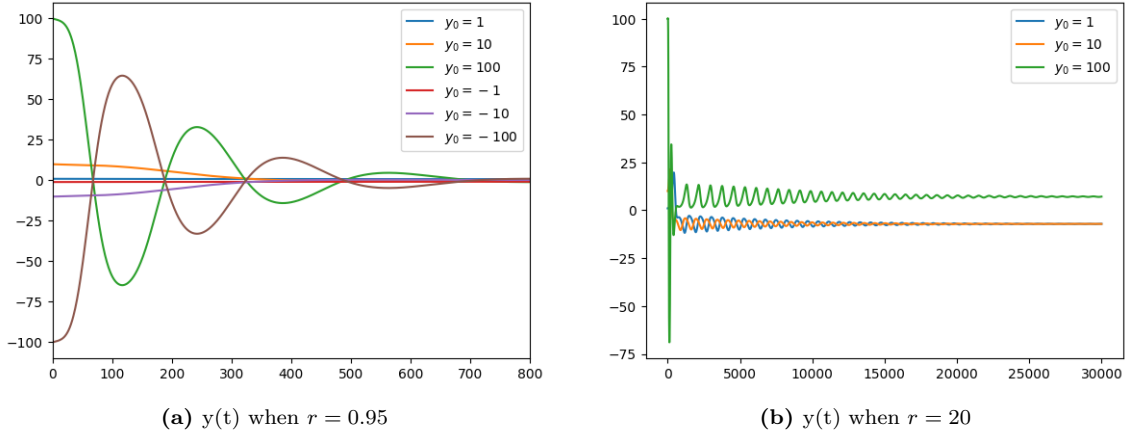 100
75
50
25
0
−25
−50
−75
−100
0 100 200 300 400 500 600 700 800
y₀ = 1
y₀ = 10
y₀ = 100
y₀ = − 1
y₀ = − 10
y₀ = − 100
(a) y(t) when r = 0.95
100
75
50
25
0
−25
−50
−75
0 5000 10000 15000 20000 25000 30000
y₀ = 1
y₀ = 10
y₀ = 100
(b) y(t) when r = 20